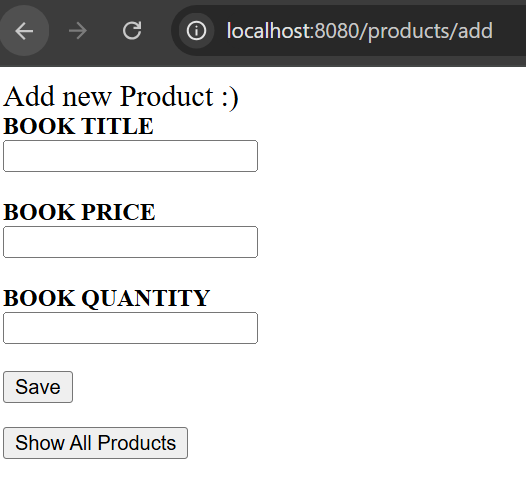 localhost:8080/products/add
Add new Product :)
BOOK TITLE
BOOK PRICE
BOOK QUANTITY
Save
Show All Products